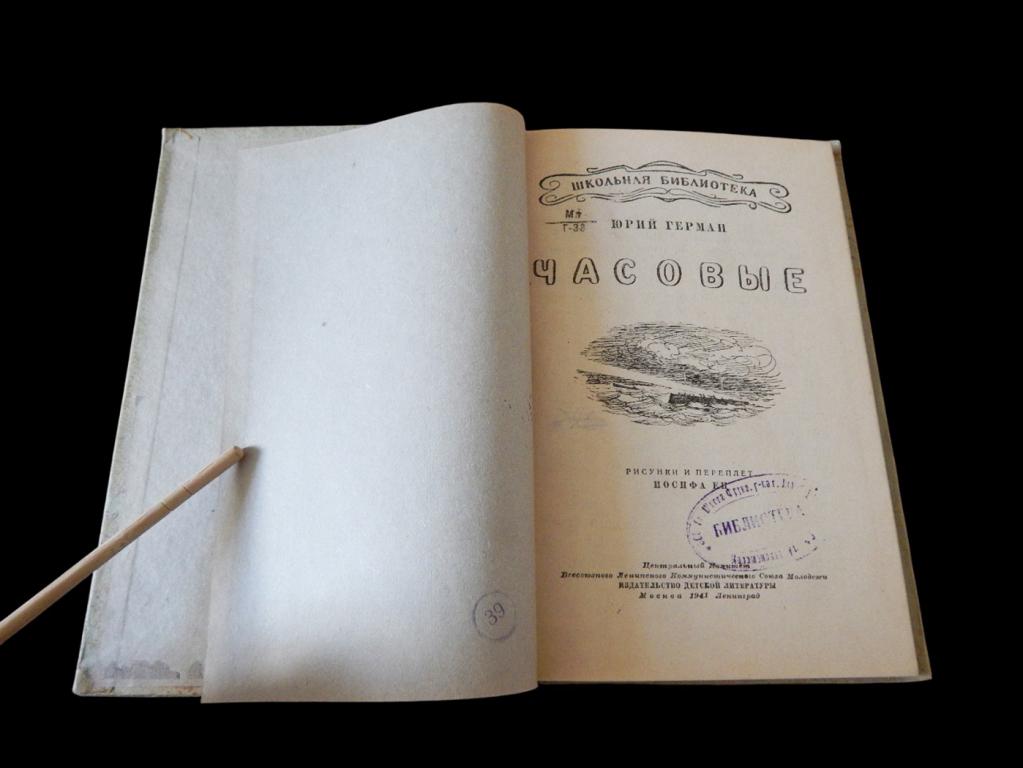 ШКОЛЬНАЯ БИБЛИОТЕКА
ЮРИЙ ГЕРМАН
ЧАСОВЫЕ
РИСУНКИ И ПЕРЕПЛЕТ
ИОСИФА
БИБЛИОТЕКА
Центральный Комитет
Всесоюзного Ленинского Коммунистического Союза Молодежи
ИЗДАТЕЛЬСТВО ДЕТСКОЙ ЛИТЕРАТУРЫ
Москва 1941 Ленинград
39